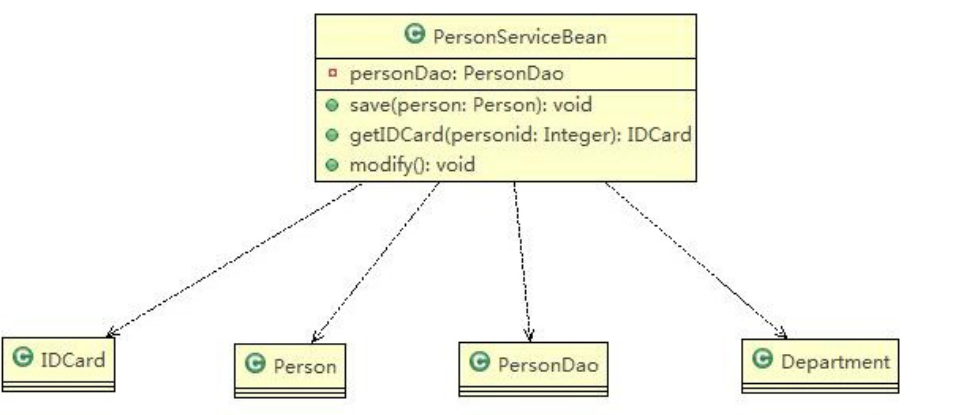 PersonServiceBean
personDao: PersonDao
save(person: Person): void
getIDCard(personid: Integer): IDCard
modify(): void
IDCard
Person
PersonDao
Department